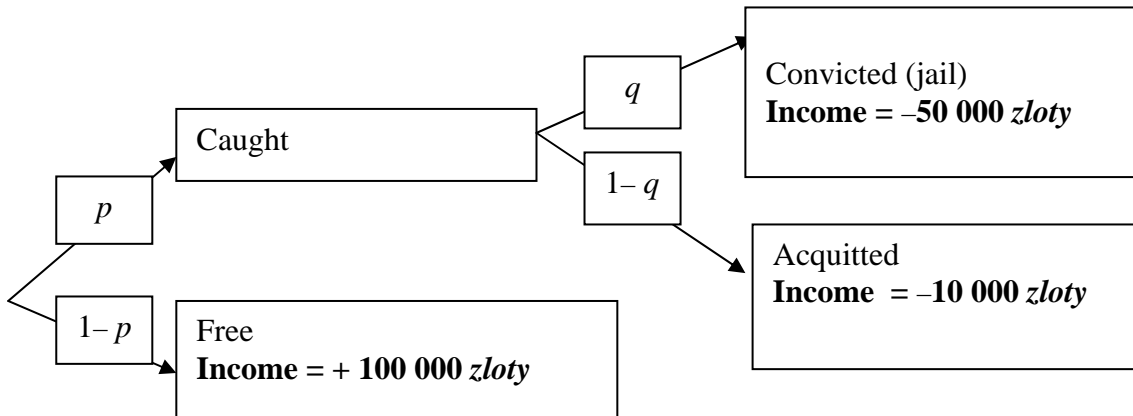 Convicted (jail)
Income = –50 000 zloty
q
Caught
1– q
p
Acquitted
Income = –10 000 zloty
1– p
Free
Income = + 100 000 zloty